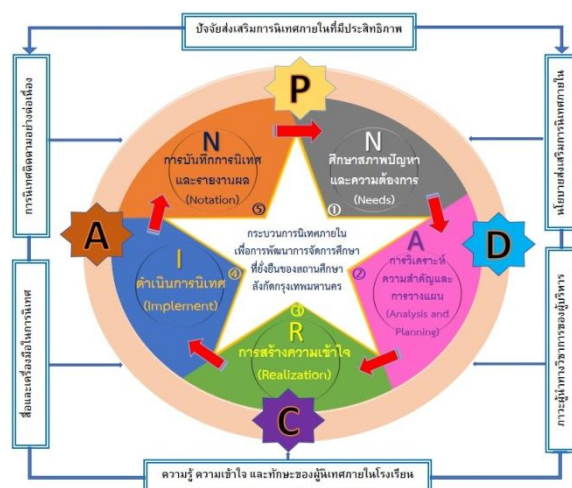 ปัจจัยส่งเสริมการนิเทศภายในที่มีประสิทธิภาพ
P
การนิเทศติดตามอย่างต่อเนื่อง
นโยบายส่งเสริมการนิเทศภายใน
N
การบันทึกการนิเทศ
และรายงานผล
(Notation)
⑤
N
ศึกษาสภาพปัญหา
และความต้องการ
(Needs)
①
A
D
กระบวนการนิเทศภายใน
เพื่อการพัฒนาการจัดการศึกษา
ที่ยั่งยืนของสถานศึกษา
สังกัดกรุงเทพมหานคร
A
การวิเคราะห์
ความสำคัญและ
การวางแผน
(Analysis and
Planning)
②
I
ดำเนินการนิเทศ
(Implement)
④
③
R
การสร้างความเข้าใจ
(Realization)
สื่อและเครื่องมือในการนิเทศ
ภาวะผู้นำทางวิชาการของผู้บริหาร
C
ความรู้ ความเข้าใจ และทักษะของผู้นิเทศภายในโรงเรียน